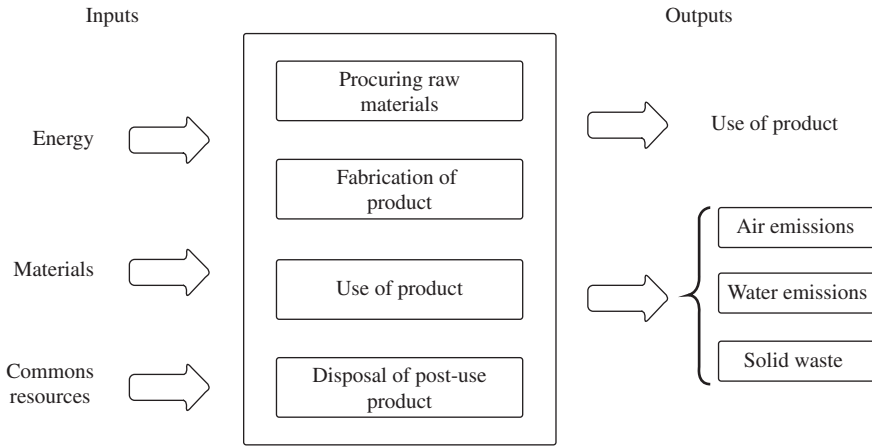 Inputs
Outputs
Energy
Materials
Commons
resources
Procuring raw
materials
Fabrication of
product
Use of product
Disposal of post-use
product
Use of product
Air emissions
Water emissions
Solid waste